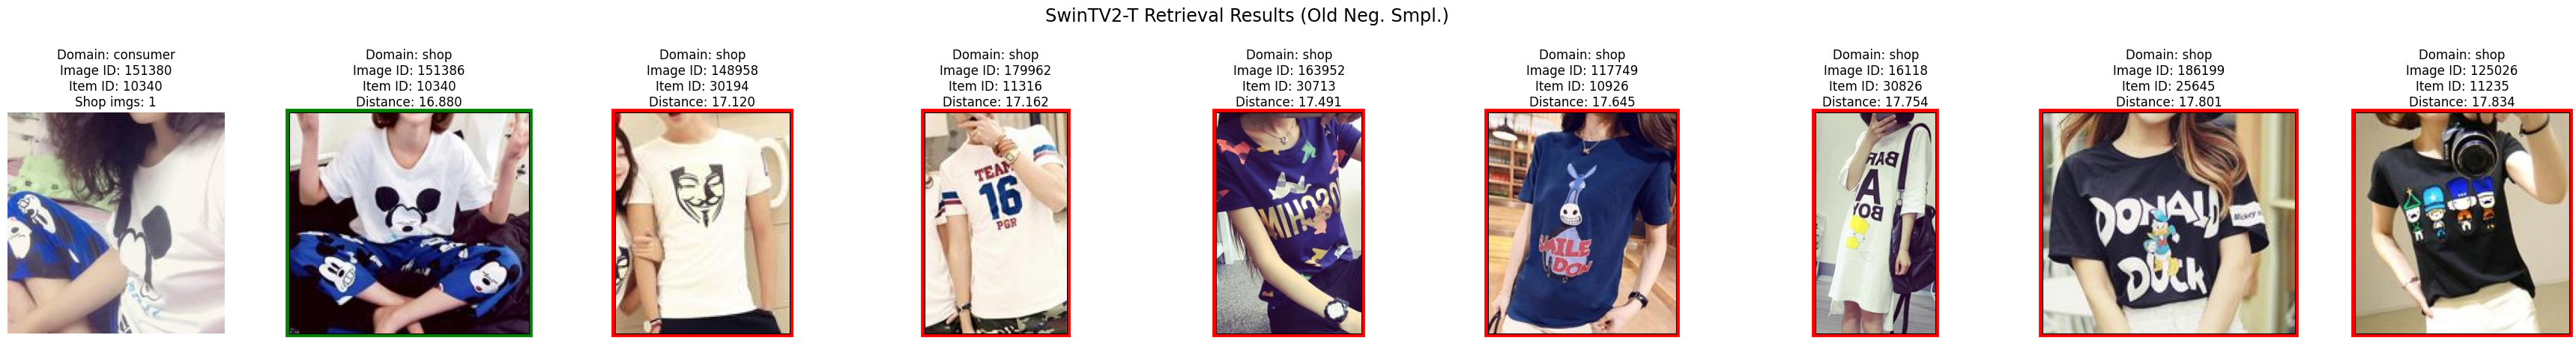 SwinTV2-T Retrieval Results (Old Neg. Smpl.)
Domain: consumer
Image ID: 151380
Item ID: 10340
Shop imgs: 1
Domain: shop
Image ID: 151386
Item ID: 10340
Distance: 16.880
Domain: shop
Image ID: 148958
Item ID: 30194
Distance: 17.120
Domain: shop
Image ID: 179962
Item ID: 11316
Distance: 17.162
TEAM
16
PGR
Domain: shop
Image ID: 163952
Item ID: 30713
Distance: 17.491
MOSCHI
Domain: shop
Image ID: 117749
Item ID: 10926
Distance: 17.645
SMILE
DON
Domain: shop
Image ID: 16118
Item ID: 30826
Distance: 17.754
BAR
A
BOY
Domain: shop
Image ID: 186199
Item ID: 25645
Distance: 17.801
DONALD
DUCK
Mickey
Domain: shop
Image ID: 125026
Item ID: 11235
Distance: 17.834